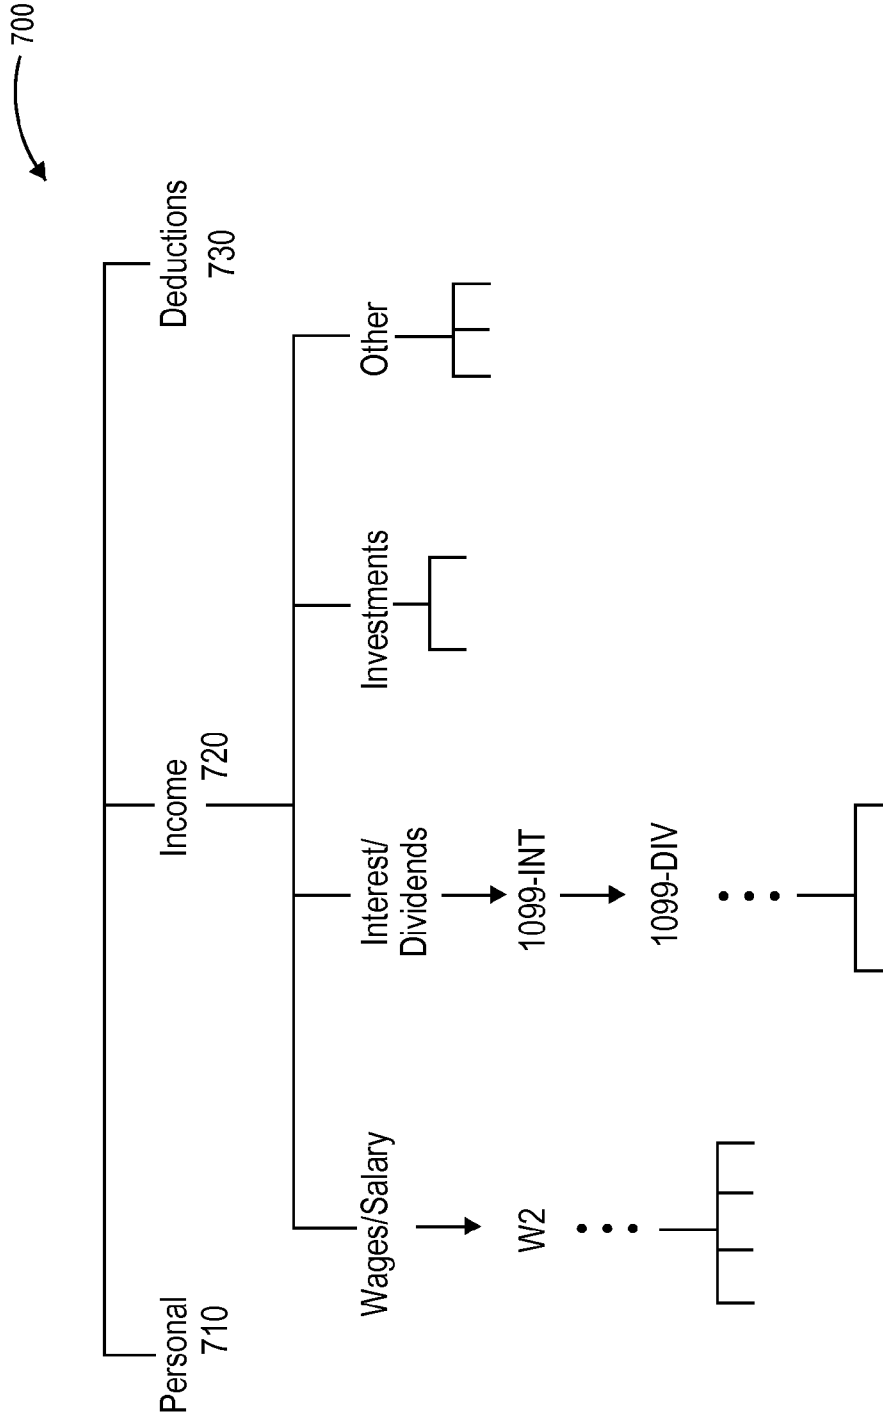 700
Personal
710
Income
720
Deductions
730
Wages/Salary
Interest/
Dividends
Investments
Other
W2
1099-INT
1099-DIV